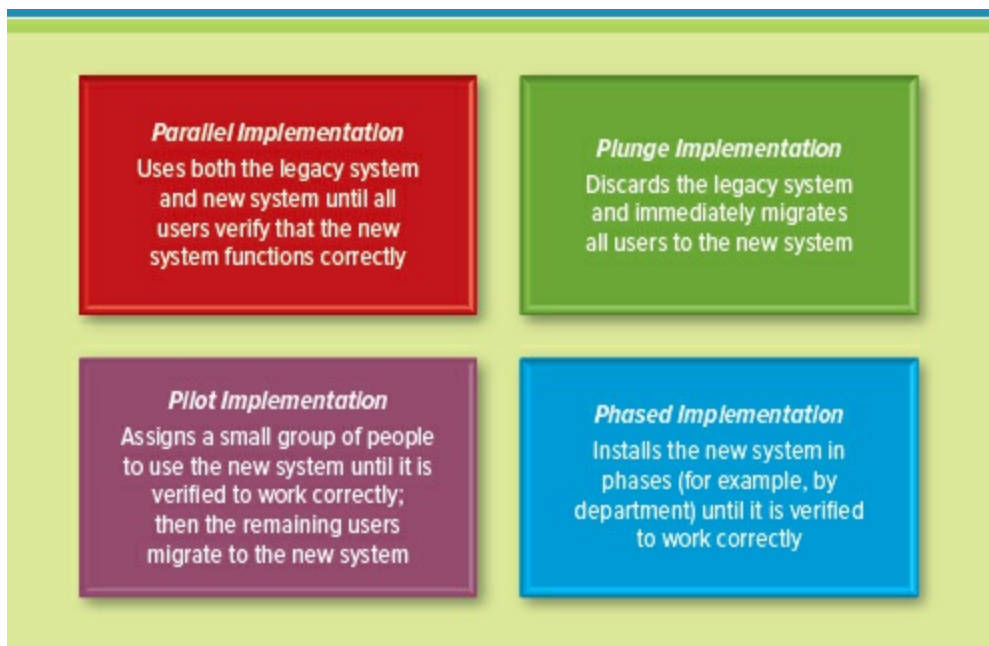 Parallel Implementation
Uses both the legacy system
and new system until all
users verify that the new
system functions correctly
Plunge Implementation
Discards the legacy system
and immediately migrates
all users to the new system
Pilot Implementation
Assigns a small group of people
to use the new system until it is
verified to work correctly;
then the remaining users
migrate to the new system
Phased Implementation
Installs the new system in
phases (for example, by
department) until it is verified
to work correctly